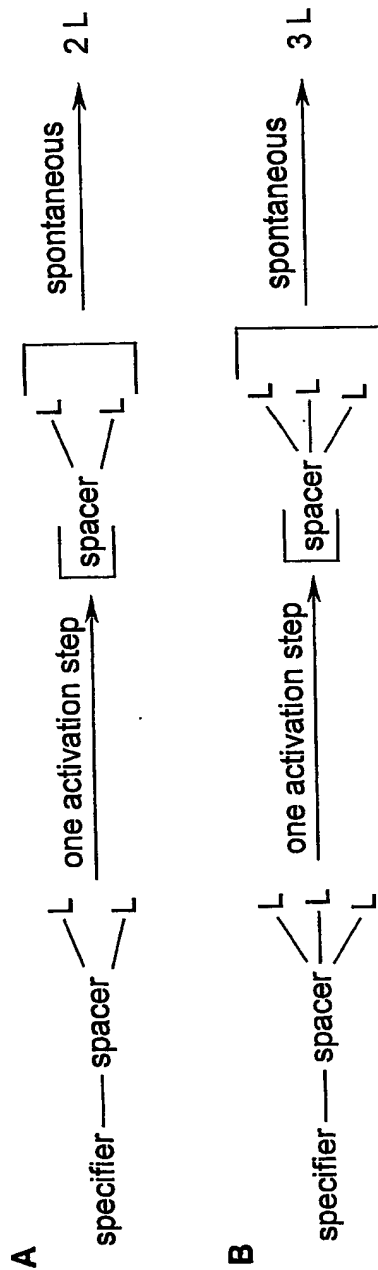 A
L
one activation step
L
spontaneous
specifier — spacer
[spacer]
2 L
L
L
B
L
one activation step
L
spontaneous
specifier — spacer — L
[spacer — L]
3 L
L
L